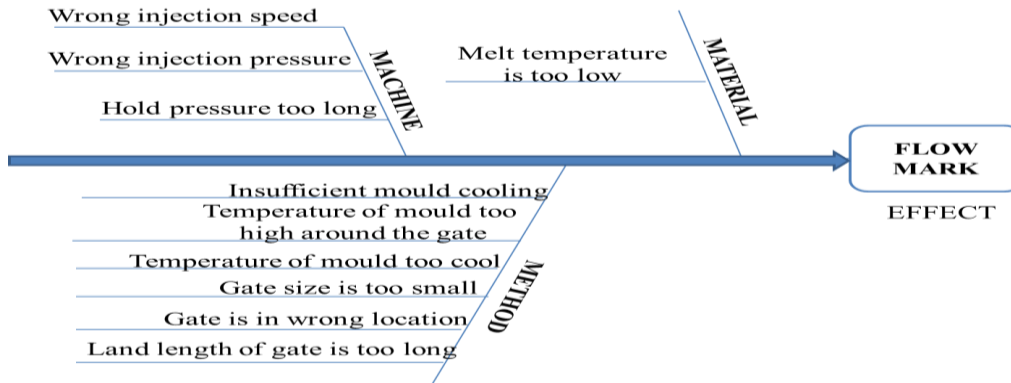 Wrong injection speed
Wrong injection pressure
Hold pressure too long
MACHINE
Melt temperature
is too low
MATERIAL
FLOW
MARK
EFFECT
Insufficient mould cooling
Temperature of mould too
high around the gate
Temperature of mould too cool
Gate size is too small
Gate is in wrong location
Land length of gate is too long
METHOD